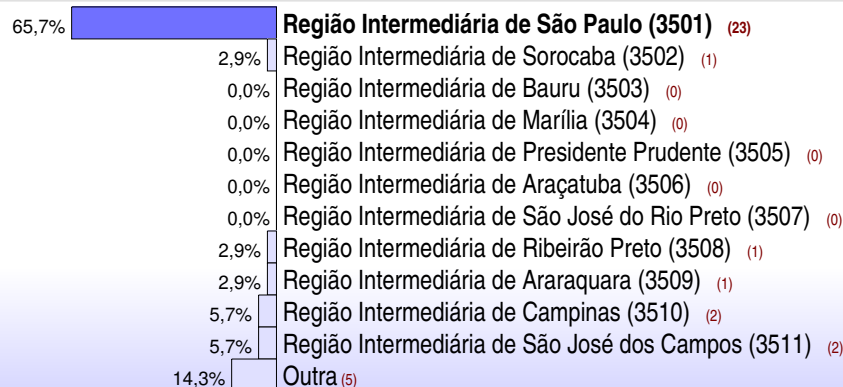 65,7% Região Intermediária de São Paulo (3501) (23)
2,9% Região Intermediária de Sorocaba (3502) (1)
0,0% Região Intermediária de Bauru (3503) (0)
0,0% Região Intermediária de Marília (3504) (0)
0,0% Região Intermediária de Presidente Prudente (3505) (0)
0,0% Região Intermediária de Araçatuba (3506) (0)
0,0% Região Intermediária de São José do Rio Preto (3507) (0)
2,9% Região Intermediária de Ribeirão Preto (3508) (1)
2,9% Região Intermediária de Araraquara (3509) (1)
5,7% Região Intermediária de Campinas (3510) (2)
5,7% Região Intermediária de São José dos Campos (3511) (2)
14,3% Outra (5)